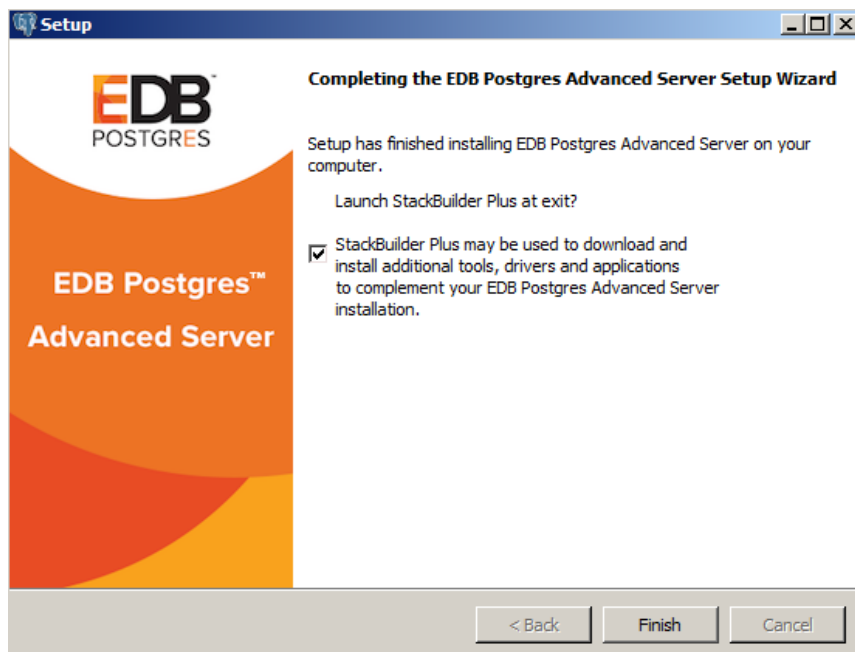 Setup
EDB™
POSTGRES
EDB Postgres™
Advanced Server
Completing the EDB Postgres Advanced Server Setup Wizard
Setup has finished installing EDB Postgres Advanced Server on your
computer.
Launch StackBuilder Plus at exit?
StackBuilder Plus may be used to download and
install additional tools, drivers and applications
to complement your EDB Postgres Advanced Server
installation.
< Back
Finish
Cancel